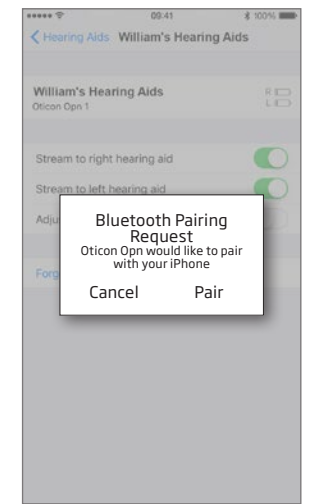 09:41 100%
Hearing Aids William's Hearing Aids
William's Hearing Aids R
Oticon Opn 1 L
Stream to right hearing aid
Stream to left hearing aid
Adju
Bluetooth Pairing
Request
Oticon Opn would like to pair
with your iPhone
Forg
Cancel Pair